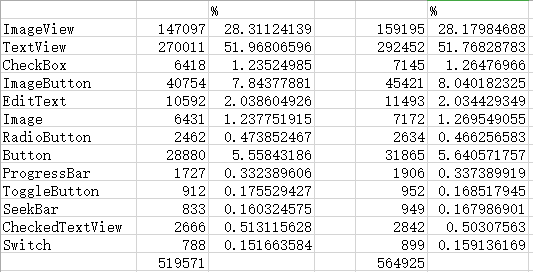 % %
ImageView 147097 28.31124139 159195 28.17984688
TextView 270011 51.96806596 292452 51.76828783
CheckBox 6418 1.23524985 7145 1.26476966
ImageButton 40754 7.84377881 45421 8.040182325
EditText 10592 2.038604926 11493 2.034429349
Image 6431 1.237751915 7172 1.269549055
RadioButton 2462 0.473852467 2634 0.466256583
Button 28880 5.55843186 31865 5.640571757
ProgressBar 1727 0.332389606 1906 0.337389919
ToggleButton 912 0.175529427 952 0.168517945
SeekBar 833 0.160324575 949 0.167986901
CheckedTextView 2666 0.513115628 2842 0.50307563
Switch 788 0.151663584 899 0.159136169
519571 564925